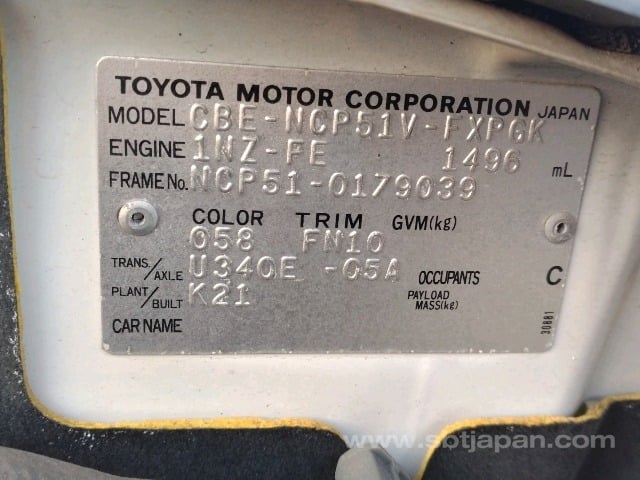 TOYOTA MOTOR CORPORATION JAPAN
MODEL CBE-NCP51V-FXPGK
ENGINE 1NZ-FE 1496 mL
FRAME No. NCP51-0179039
COLOR TRIM GVM(kg)
058 FN10
TRANS./AXLE U340E -05A OCCUPANTS C
PLANT/BUILT K21 PAYLOAD MASS(kg)
CAR NAME
30881
www.sbtjapan.com